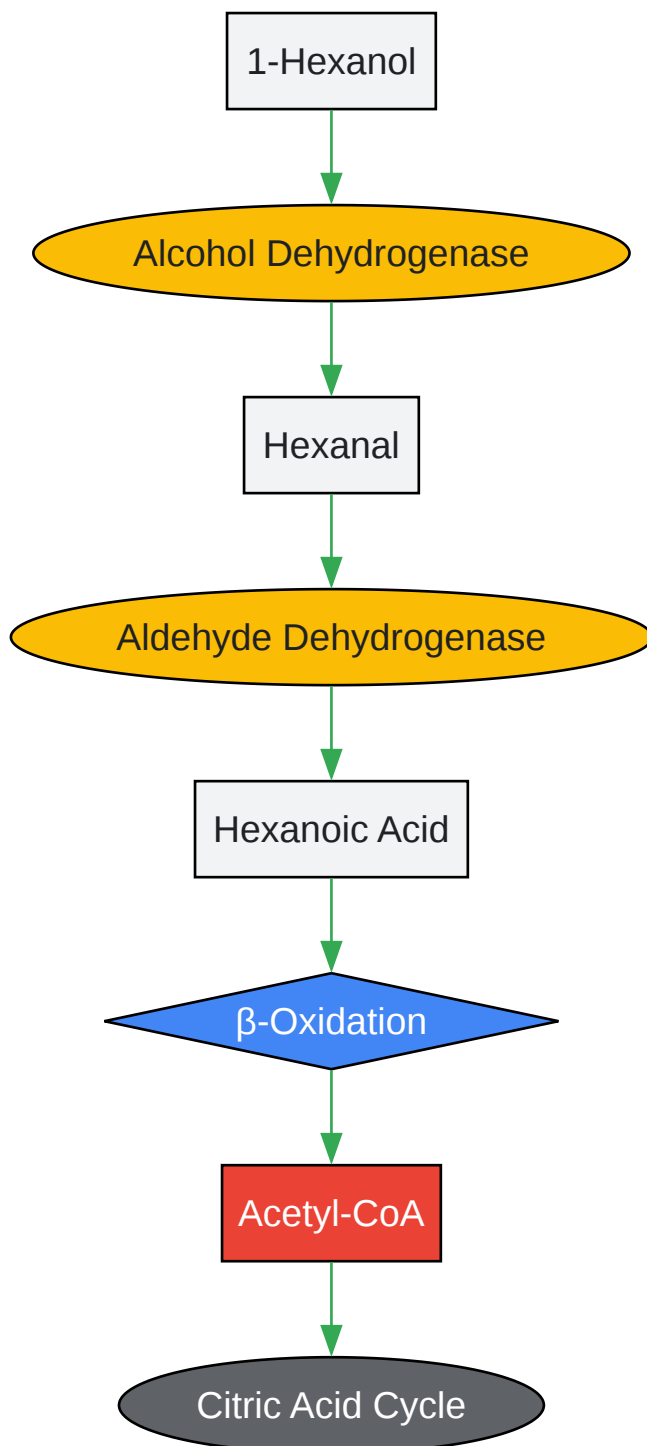 1-Hexanol
Alcohol Dehydrogenase
Hexanal
Aldehyde Dehydrogenase
Hexanoic Acid
β-Oxidation
Acetyl-CoA
Citric Acid Cycle